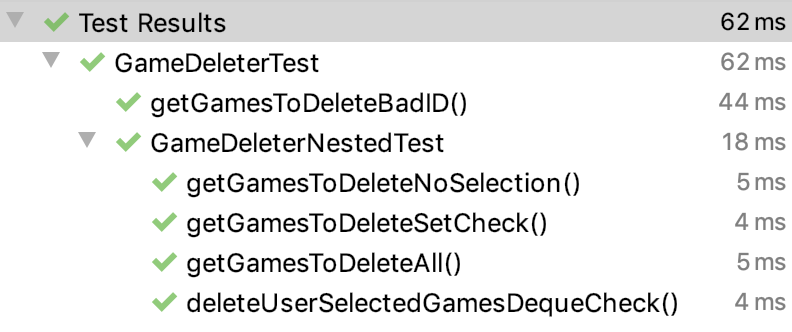 Test Results 62 ms
GameDeleterTest 62 ms
getGamesToDeleteBadID() 44 ms
GameDeleterNestedTest 18 ms
getGamesToDeleteNoSelection() 5 ms
getGamesToDeleteSetCheck() 4 ms
getGamesToDeleteAll() 5 ms
deleteUserSelectedGamesDequeCheck() 4 ms